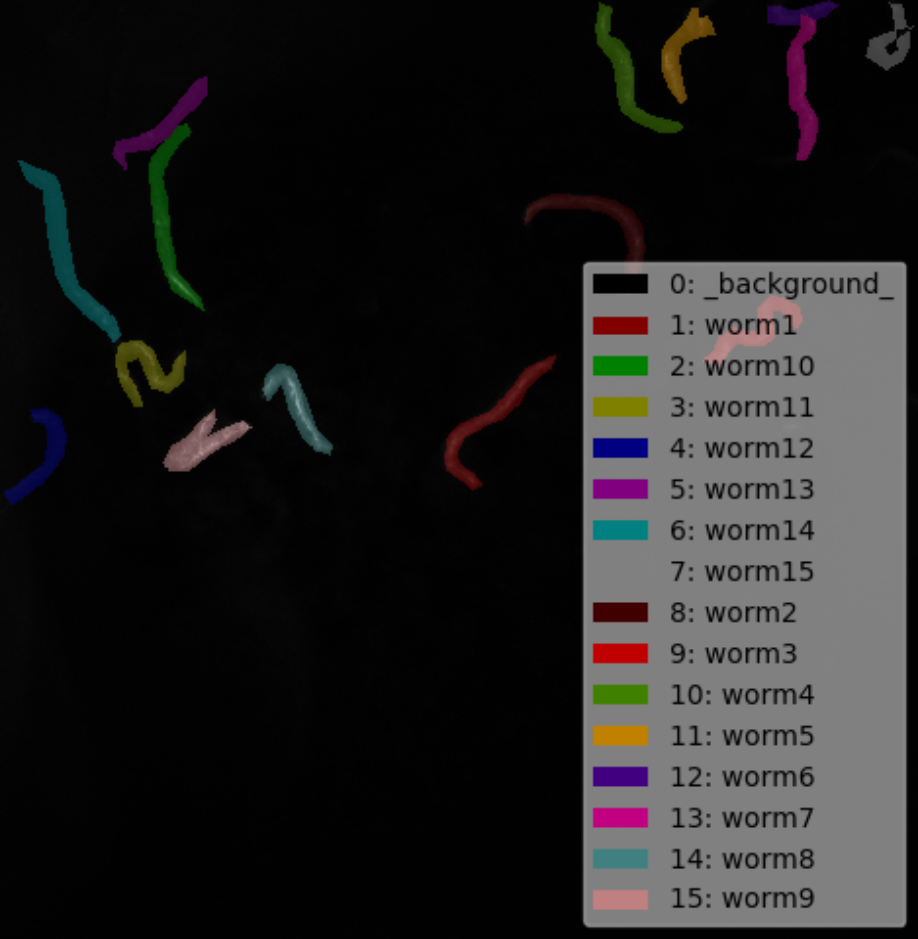 0: _background_
1: worm1
2: worm10
3: worm11
4: worm12
5: worm13
6: worm14
7: worm15
8: worm2
9: worm3
10: worm4
11: worm5
12: worm6
13: worm7
14: worm8
15: worm9